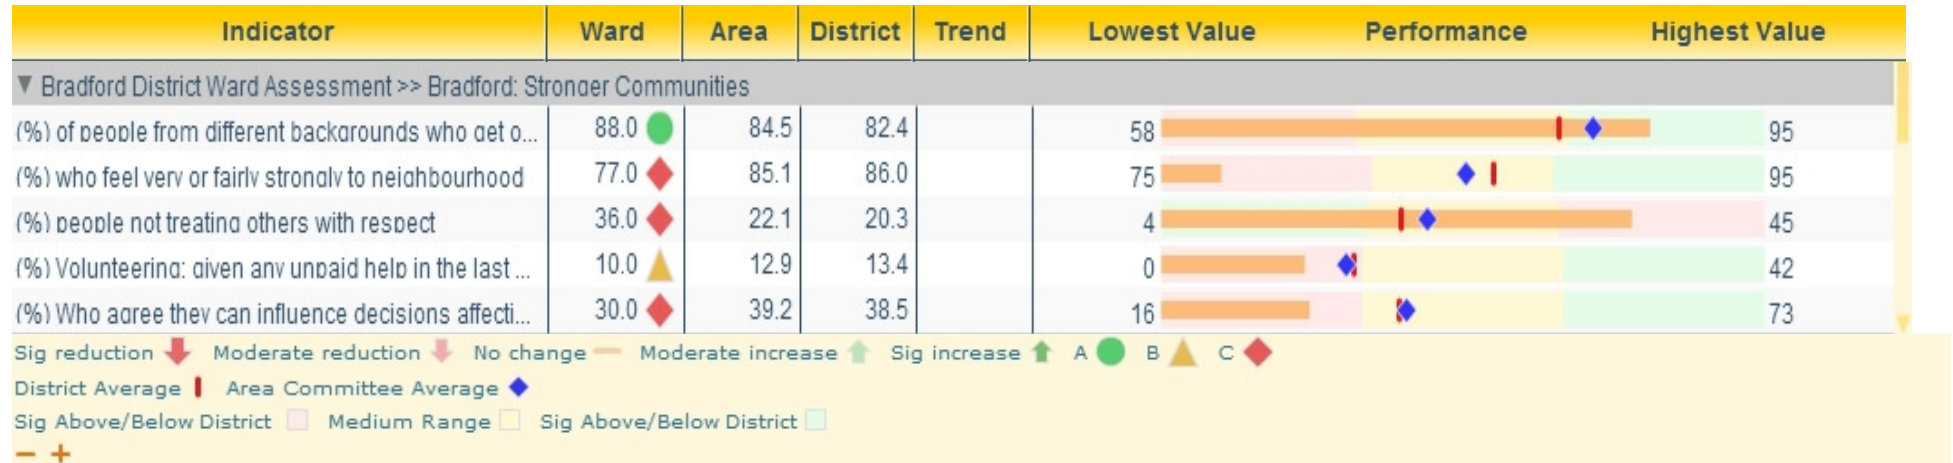 Indicator Ward Area District Trend Lowest Value Performance Highest Value
Bradford District Ward Assessment >> Bradford: Stronger Communities
(%) of people from different backgrounds who get o... 88.0 84.5 82.4 58 95
(%) who feel very or fairly strongly to neighbourhood 77.0 85.1 86.0 75 95
(%) people not treating others with respect 36.0 22.1 20.3 4 45
(%) Volunteering: given any unpaid help in the last ... 10.0 12.9 13.4 0 42
(%) Who agree they can influence decisions affecti... 30.0 39.2 38.5 16 73
Sig reduction Moderate reduction No change Moderate increase Sig increase A B C
District Average Area Committee Average
Sig Above/Below District Medium Range Sig Above/Below District